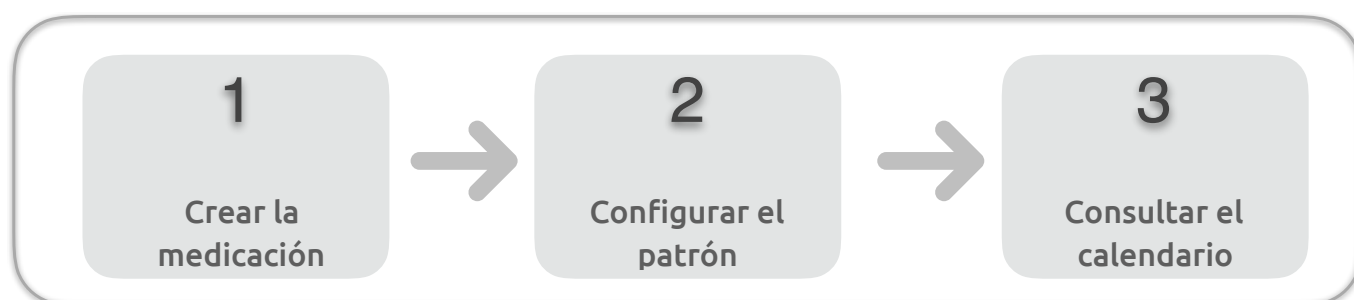 1
Crear la
medicación
2
Configurar el
patrón
3
Consultar el
calendario